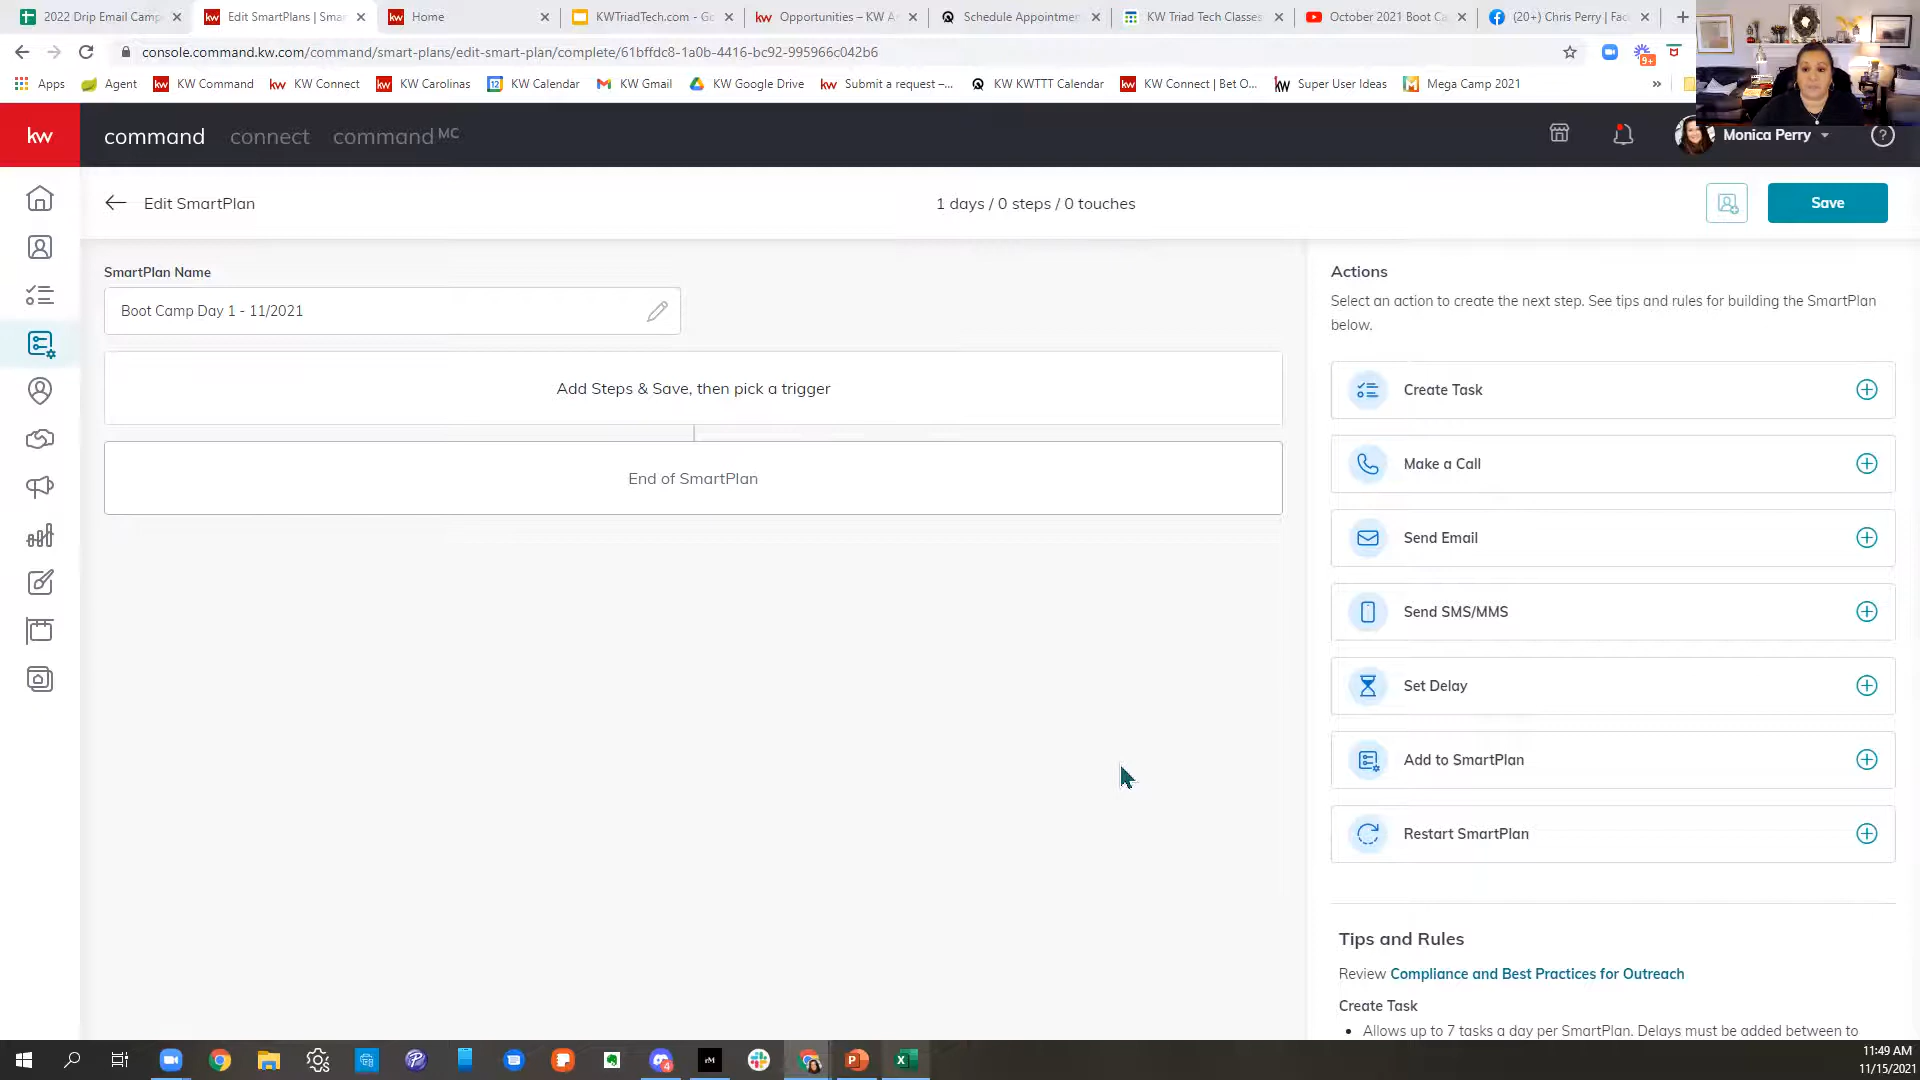 2022 Drip Email Camp
Edit SmartPlans | Smar
Home
KWTriadTech.com - Go
Opportunities – KW A
Schedule Appointmen
KW Triad Tech Classes
October 2021 Boot Ca
(20+) Chris Perry | Fac
console.command.kw.com/command/smart-plans/edit-smart-plan/complete/61bffdc8-1a0b-4416-bc92-995966c042b6
9+
Apps
Agent
KW Command
KW Connect
KW Carolinas
KW Calendar
KW Gmail
KW Google Drive
Submit a request –...
KW KWTTT Calendar
KW Connect | Bet O...
Super User Ideas
Mega Camp 2021
»
kw
command
connect
command MC
Monica Perry
Edit SmartPlan
1 days / 0 steps / 0 touches
Save
SmartPlan Name
Boot Camp Day 1 - 11/2021
Add Steps & Save, then pick a trigger
End of SmartPlan
Actions
Select an action to create the next step. See tips and rules for building the SmartPlan
below.
Create Task
Make a Call
Send Email
Send SMS/MMS
Set Delay
Add to SmartPlan
Restart SmartPlan
Tips and Rules
Review Compliance and Best Practices for Outreach
Create Task
• Allows up to 7 tasks a day per SmartPlan. Delays must be added between to
11:49 AM
11/15/2021